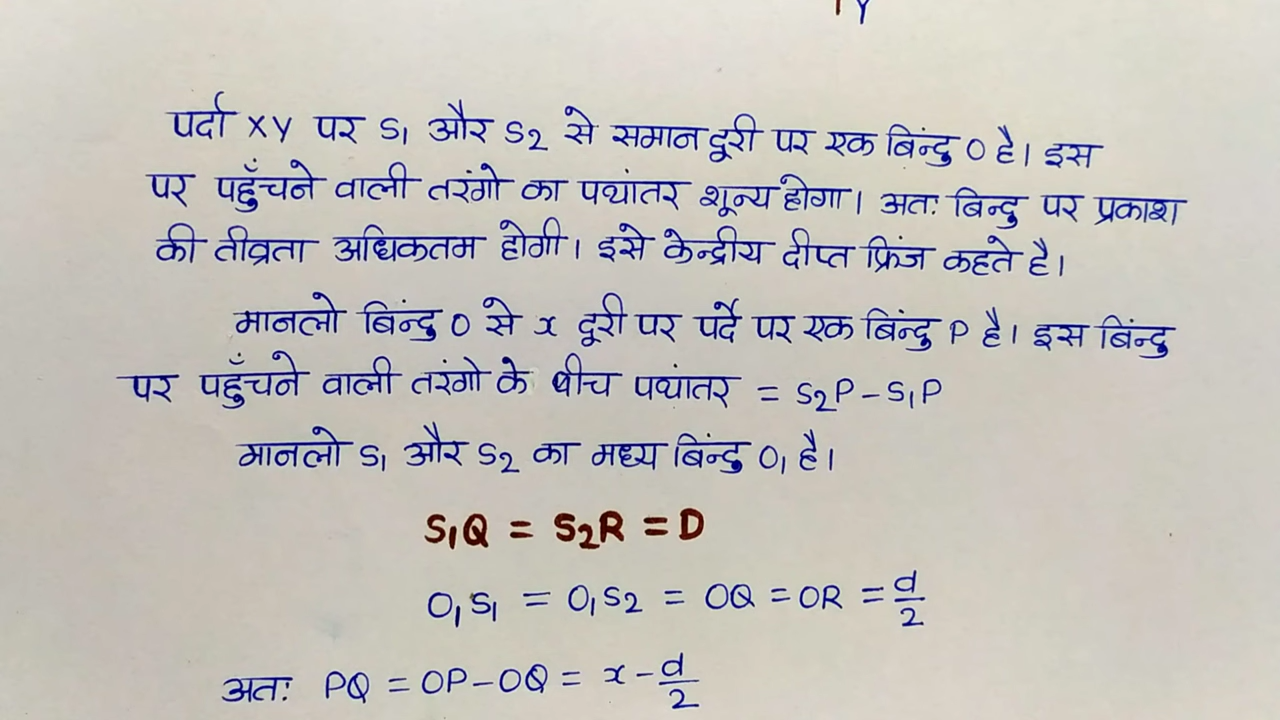 Y
पर्दा XY पर S₁ और S₂ से समान दूरी पर एक बिंन्दु O है। इस
पर पहुँचने वाली तरंगो का पथांतर शून्य होगा। अतः बिन्दु पर प्रकाश
की तीव्रता अधिकतम होगी। इसे केन्द्रीय दीप्त फ्रिंज कहते है।
मानलो बिंन्दु O से x दूरी पर पर्दे पर एक बिंन्दु P है। इस बिंन्दु
पर पहुँचने वाली तरंगो के बीच पथांतर = S₂P - S₁P
मानलो S₁ और S₂ का मध्य बिंन्दु O₁ है।
S₁Q = S₂R = D
O₁S₁ = O₁S₂ = OQ = OR = d/2
अतः PQ = OP - OQ = x - d/2